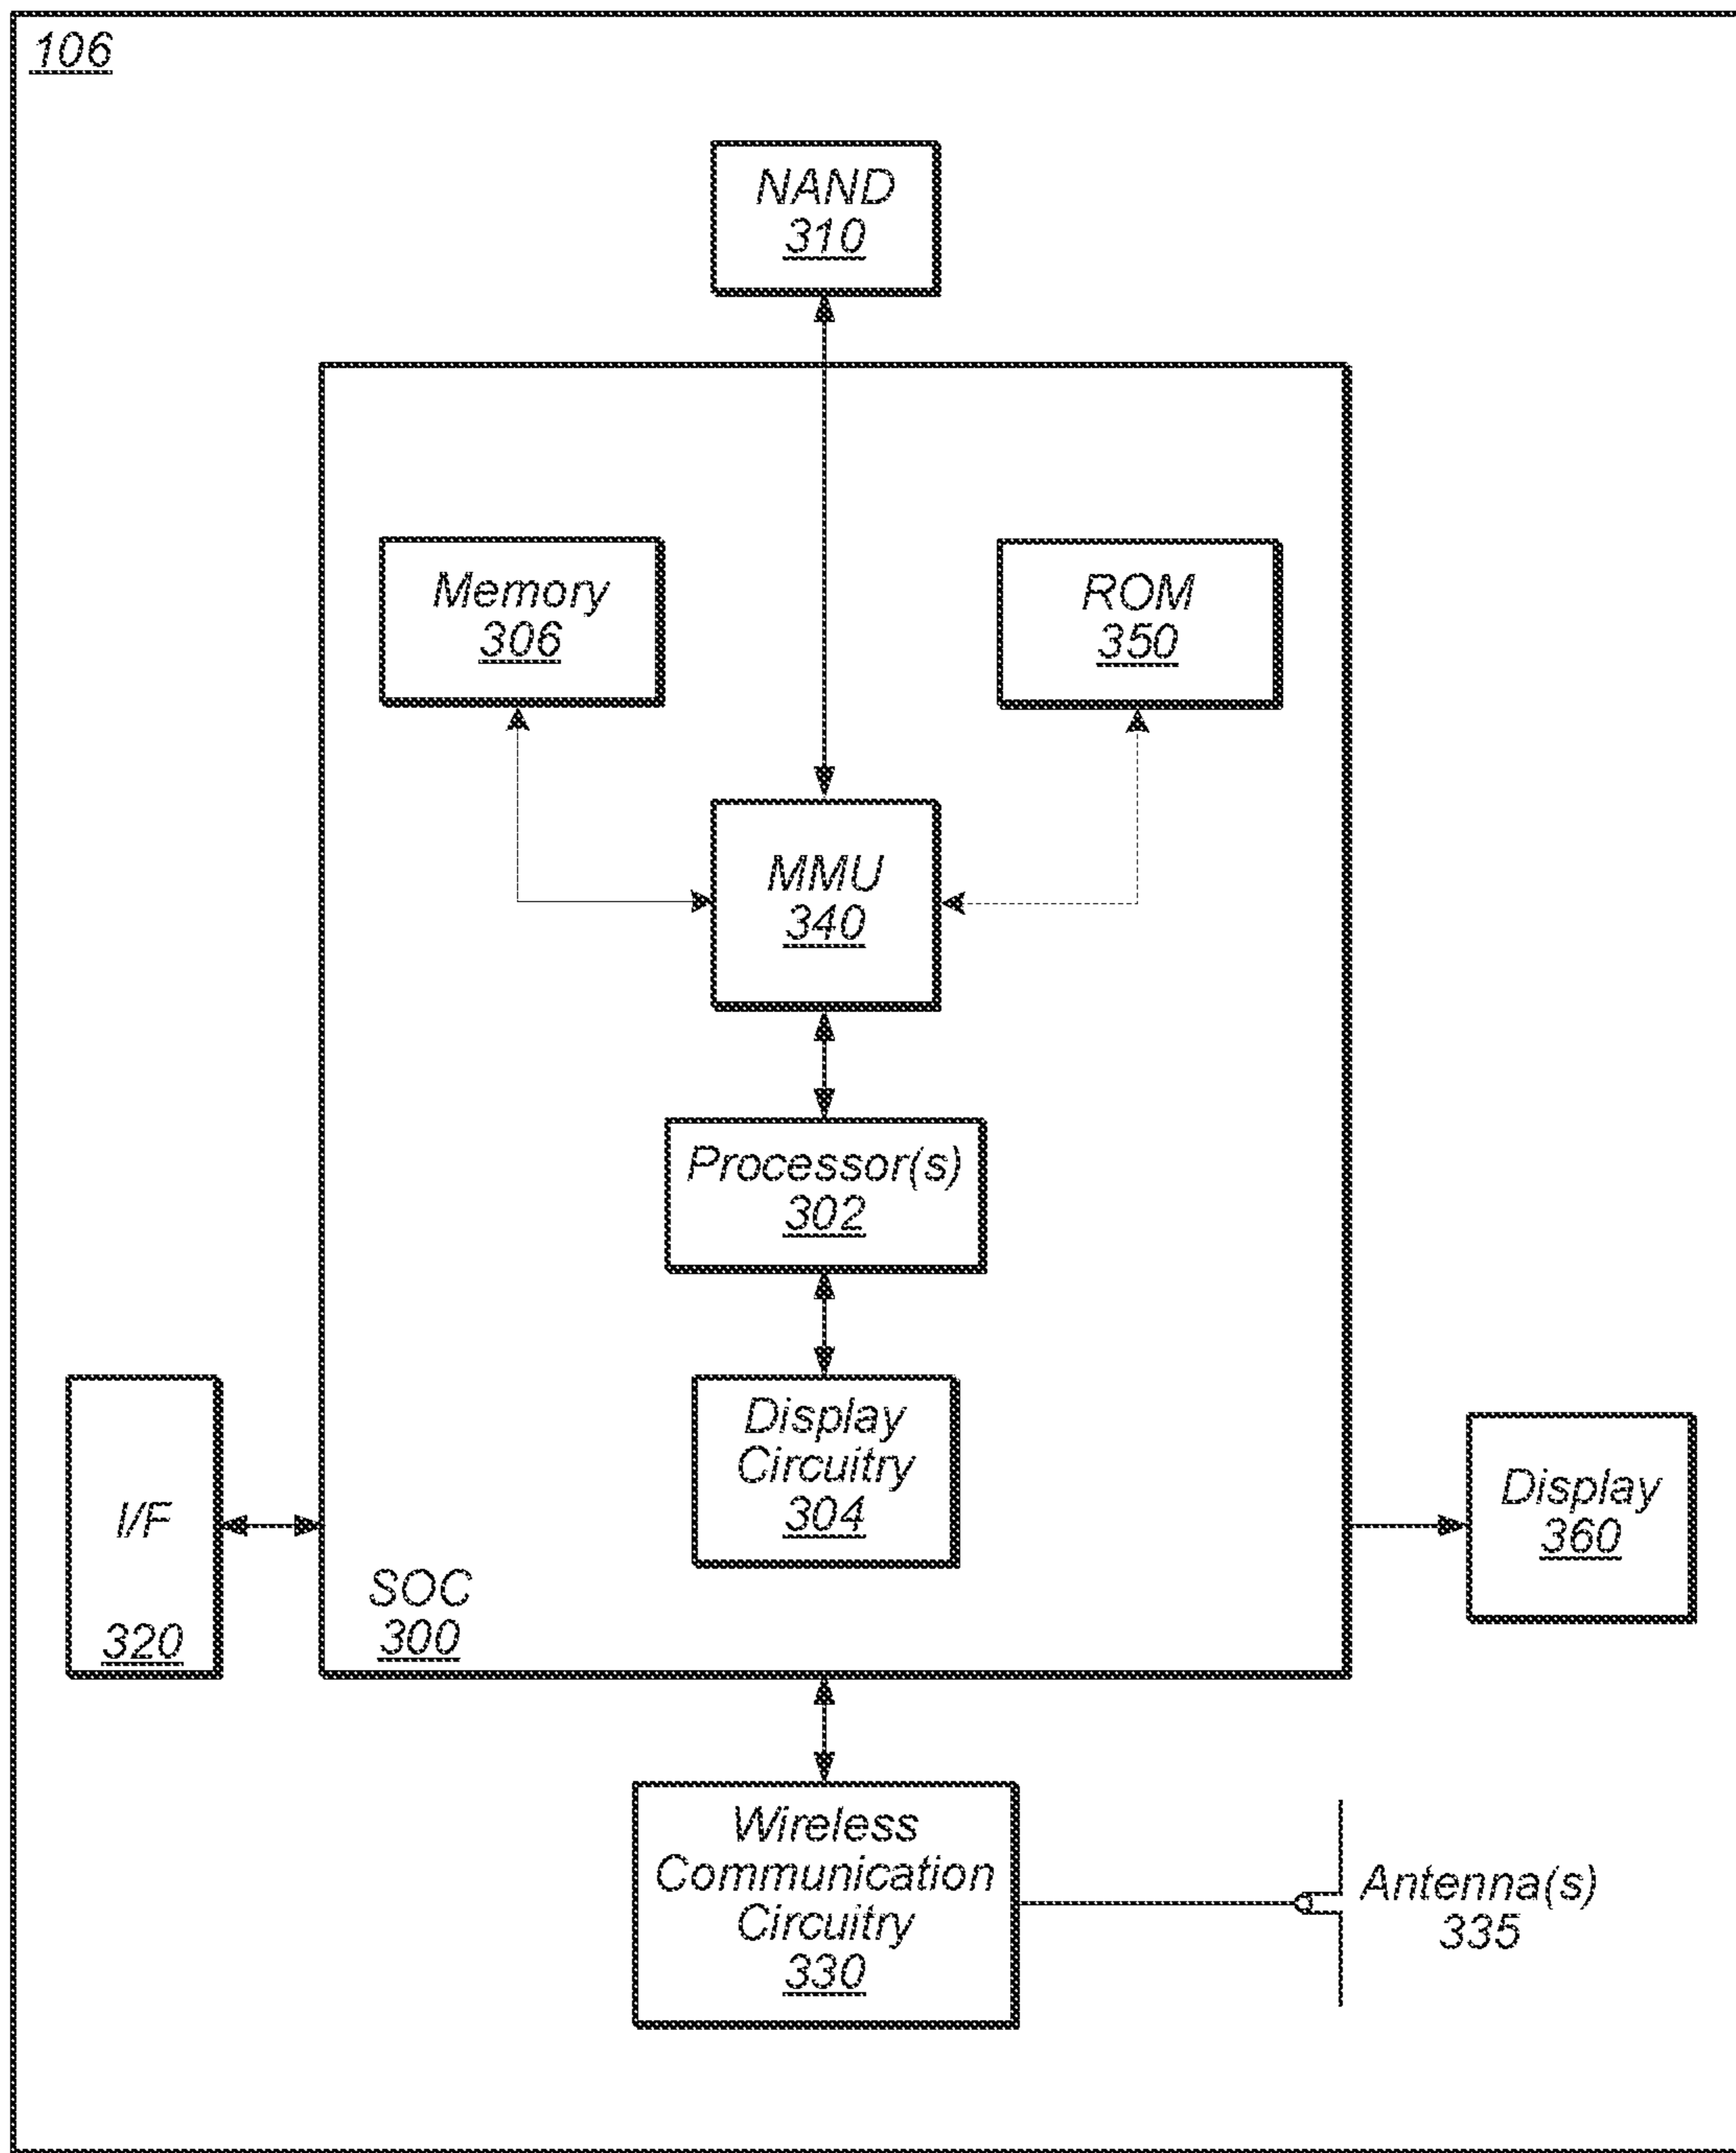 106
NAND
310
Memory
306
ROM
350
MMU
340
Processor(s)
302
Display
Circuitry
304
I/F
320
SOC
300
Display
360
Wireless
Communication
Circuitry
330
Antenna(s)
335